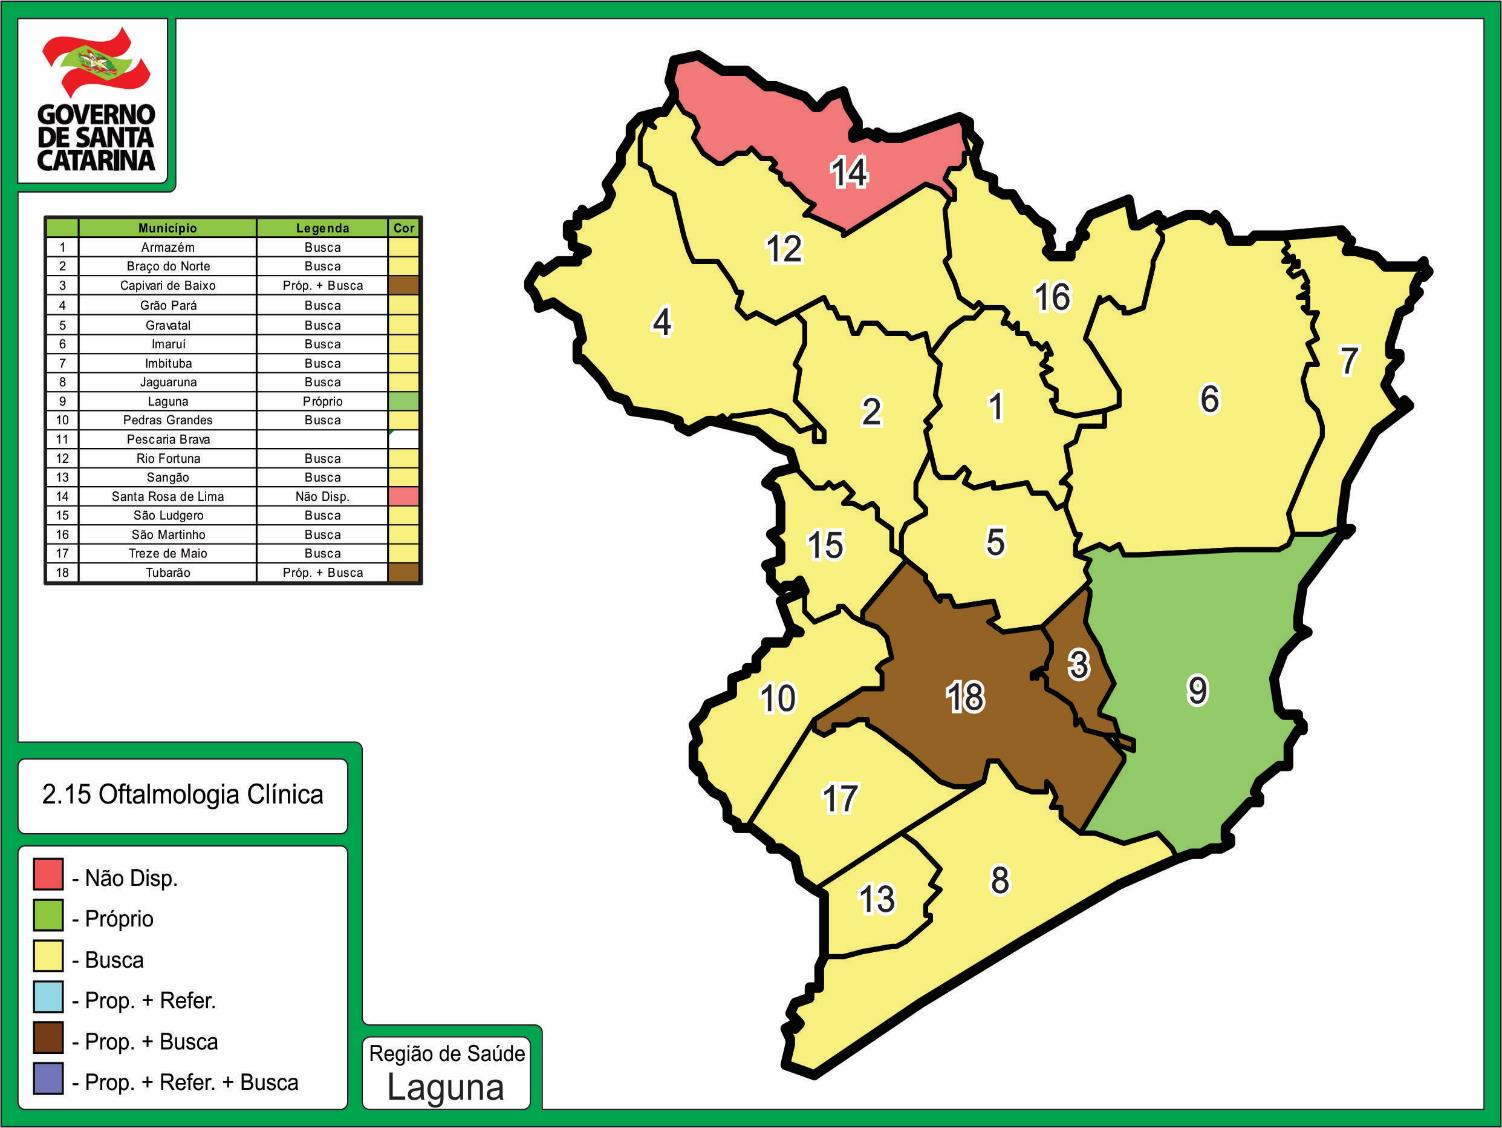 GOVERNO
DE SANTA
CATARINA
Município Legenda Cor
1 Armazém Busca
2 Braço do Norte Busca
3 Capivari de Baixo Próp. + Busca
4 Grão Pará Busca
5 Gravatal Busca
6 Imaruí Busca
7 Imbituba Busca
8 Jaguaruna Busca
9 Laguna Próprio
10 Pedras Grandes Busca
11 Pescaria Brava
12 Rio Fortuna Busca
13 Sangão Busca
14 Santa Rosa de Lima Não Disp.
15 São Ludgero Busca
16 São Martinho Busca
17 Treze de Maio Busca
18 Tubarão Próp. + Busca
14
12
16
4
7
6
2
1
15
5
3
10
18
9
17
8
13
2.15 Oftalmologia Clínica
- Não Disp.
- Próprio
- Busca
- Prop. + Refer.
- Prop. + Busca
- Prop. + Refer. + Busca
Região de Saúde
Laguna